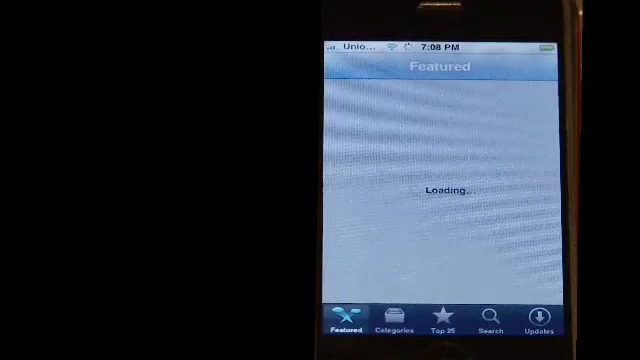 Unio... 7:08 PM
Featured
Loading...
Featured Categories Top 25 Search Updates